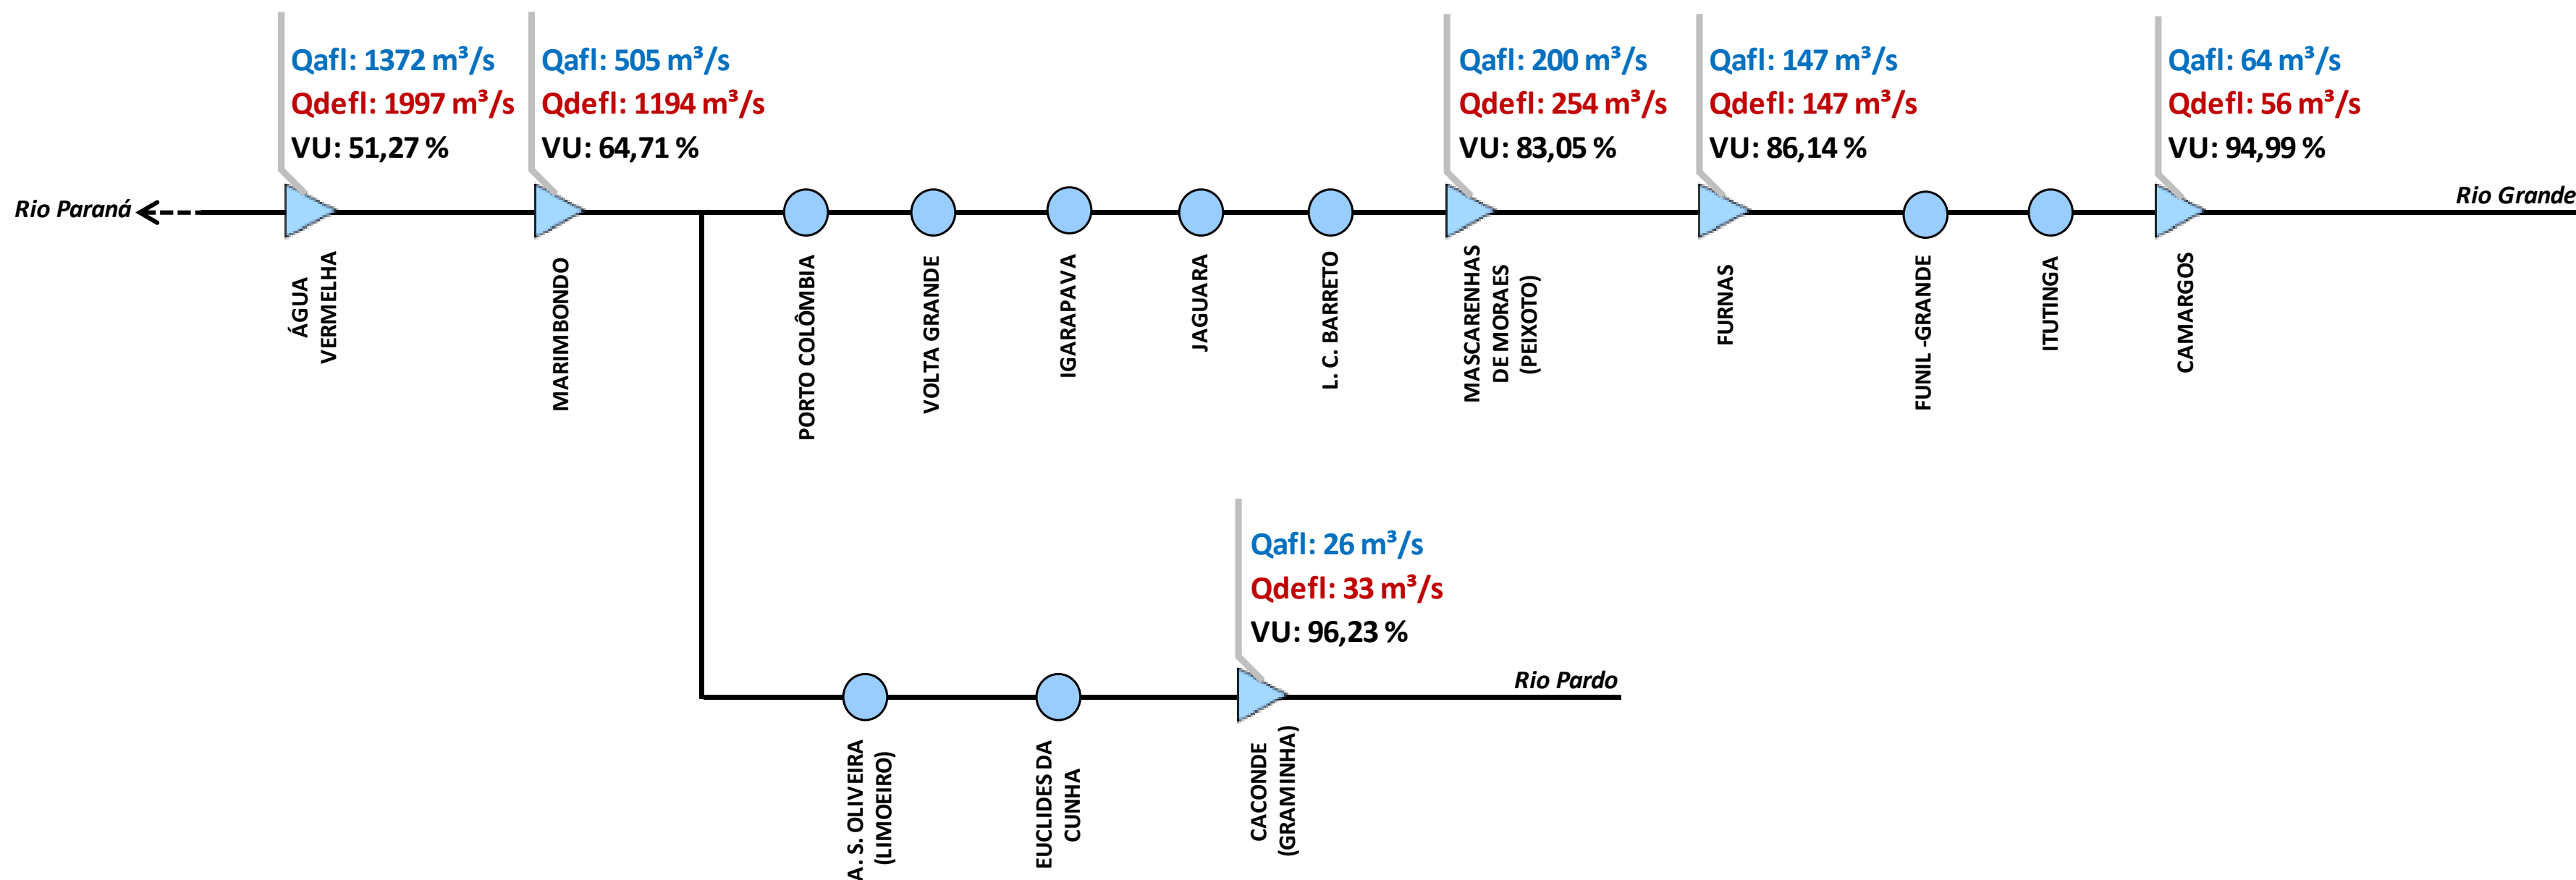 Qafl: 1372 m³/s
Qdefl: 1997 m³/s
VU: 51,27 %
Qafl: 505 m³/s
Qdefl: 1194 m³/s
VU: 64,71 %
Qafl: 200 m³/s
Qdefl: 254 m³/s
VU: 83,05 %
Qafl: 147 m³/s
Qdefl: 147 m³/s
VU: 86,14 %
Qafl: 64 m³/s
Qdefl: 56 m³/s
VU: 94,99 %
Rio Paraná
Rio Grande
ÁGUA
VERMELHA
MARIMBONDO
PORTO COLÔMBIA
VOLTA GRANDE
IGARAPAVA
JAGUARA
L. C. BARRETO
MASCARENHAS
DE MORAES
(PEIXOTO)
FURNAS
FUNIL -GRANDE
ITUTINGA
CAMARGOS
Qafl: 26 m³/s
Qdefl: 33 m³/s
VU: 96,23 %
Rio Pardo
A. S. OLIVEIRA
(LIMOEIRO)
EUCLIDES DA
CUNHA
CACONDE
(GRAMINHA)